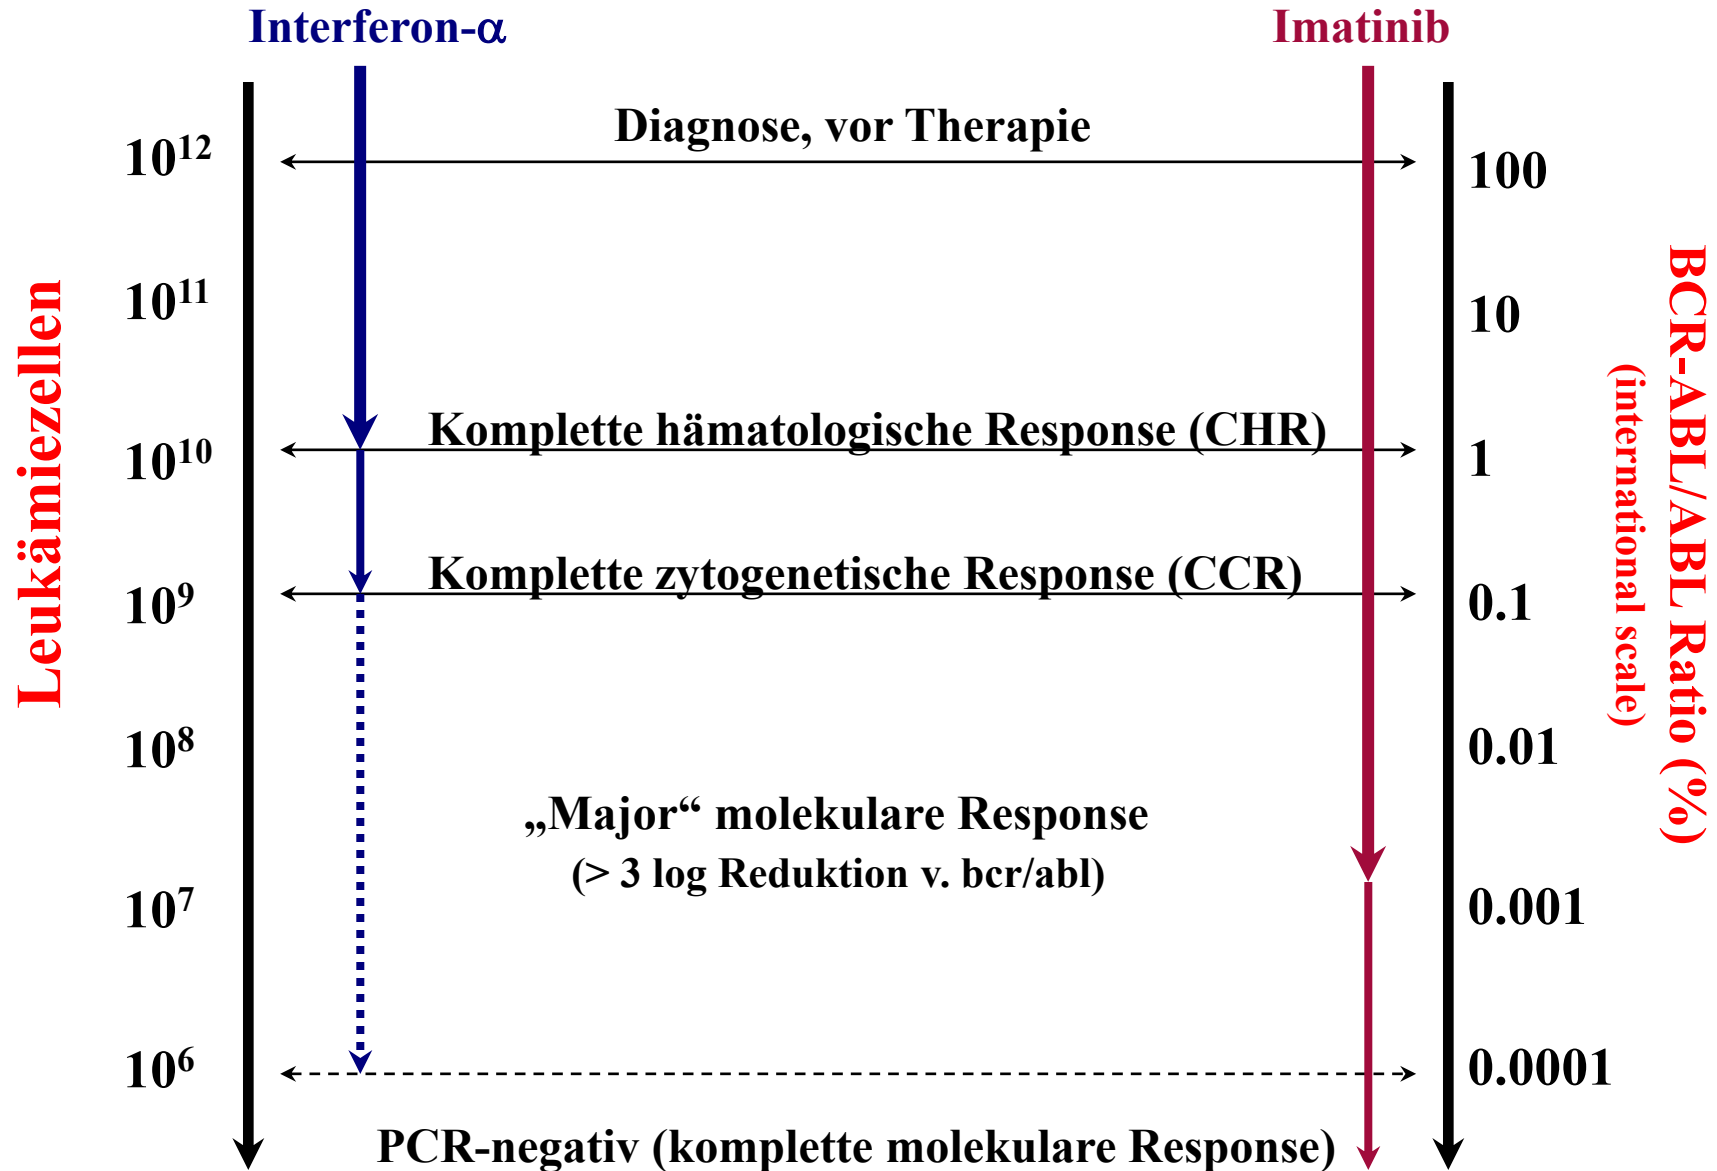 Interferon-α
Imatinib
Diagnose, vor Therapie
10¹²
100
10¹¹
10
Komplette hämatologische Response (CHR)
10¹⁰
1
Komplette zytogenetische Response (CCR)
10⁹
0.1
10⁸
0.01
„Major“ molekulare Response
(> 3 log Reduktion v. bcr/abl)
10⁷
0.001
10⁶
0.0001
PCR-negativ (komplette molekulare Response)
Leukämiezellen
BCR-ABL/ABL Ratio (%)
(international scale)